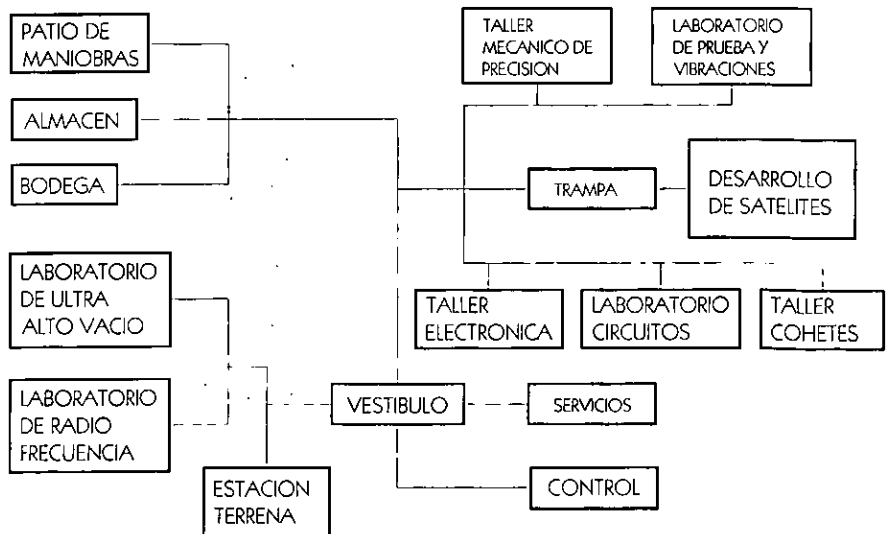 PATIO DE
MANIOBRAS
TALLER
MECANICO DE
PRECISION
LABORATORIO
DE PRUEBA Y
VIBRACIONES
ALMACEN
BODEGA
TRAMPA
DESARROLLO
DE SATELITES
LABORATORIO
DE ULTRA
ALTO VACIO
TALLER
ELECTRONICA
LABORATORIO
CIRCUITOS
TALLER
COHETES
LABORATORIO
DE RADIO
FRECUENCIA
VESTIBULO
SERVICIOS
ESTACION
TERRENA
CONTROL